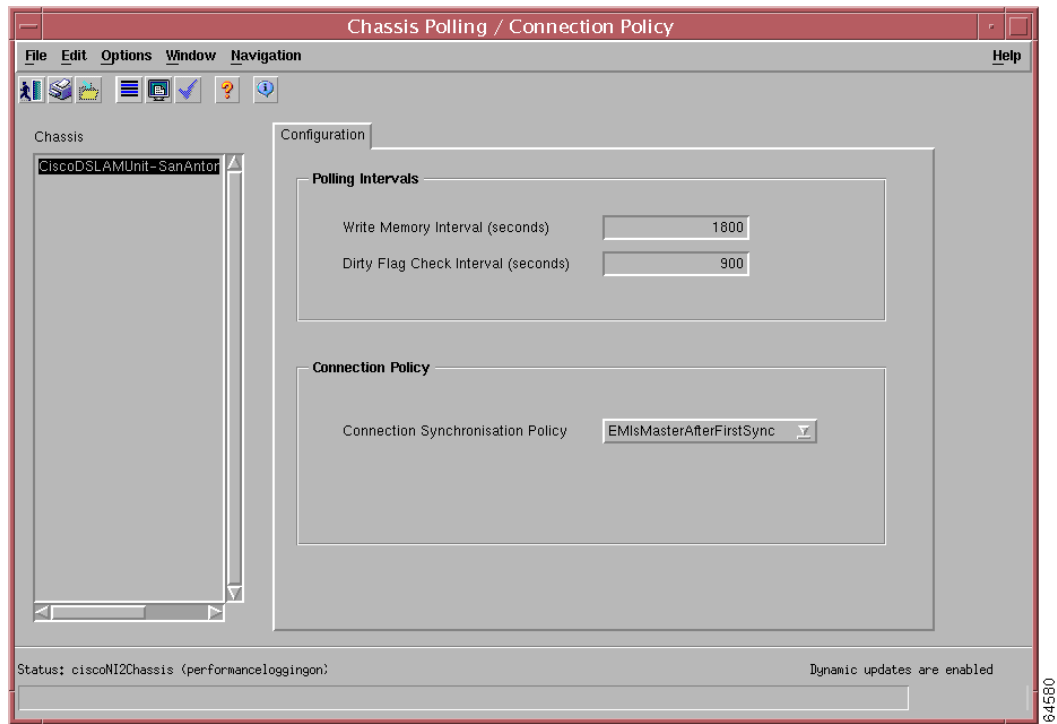 Chassis Polling / Connection Policy
File Edit Options Window Navigation Help
Chassis
CiscoDSLAMUnit-SanAnton
Configuration
Polling Intervals
Write Memory Interval (seconds) 1800
Dirty Flag Check Interval (seconds) 900
Connection Policy
Connection Synchronisation Policy EMIsMasterAfterFirstSync
Status: ciscoNI2Chassis (performanceloggingon) Dynamic updates are enabled
64580